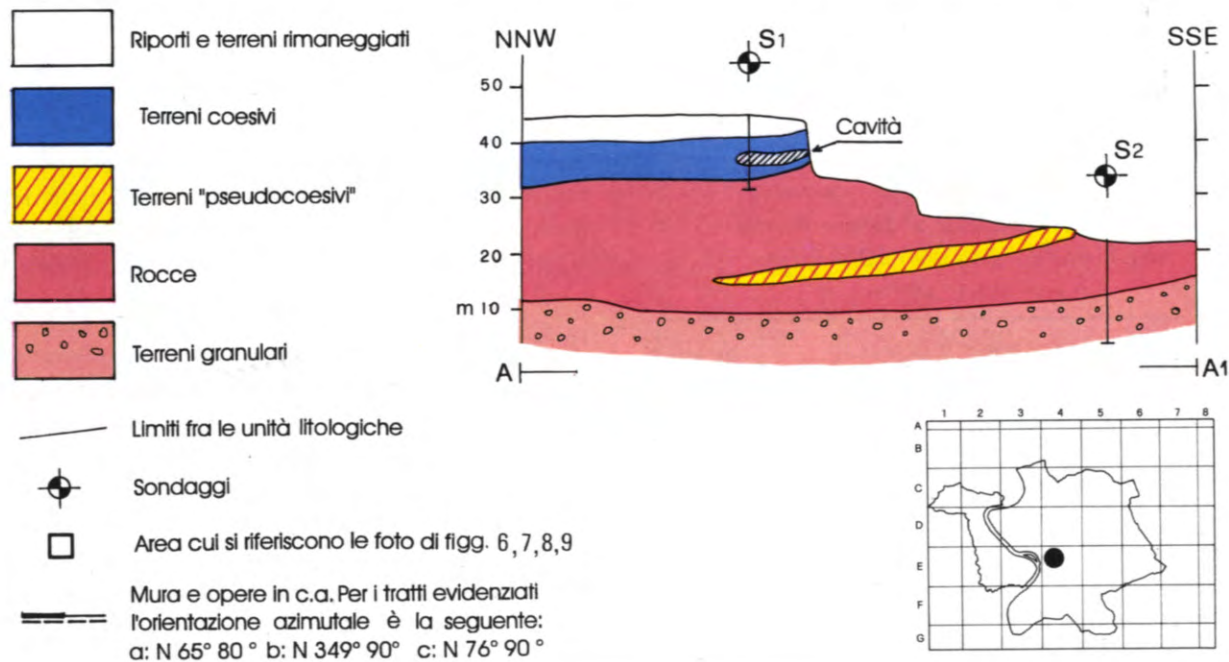 Riporti e terreni rimaneggiati
Terreni coesivi
Terreni "pseudocoesivi"
Rocce
Terreni granulari
Limiti fra le unità litologiche
Sondaggi
Area cui si riferiscono le foto di figg. 6,7,8,9
Mura e opere in c.a. Per i tratti evidenziati
l'orientazione azimutale è la seguente:
a: N 65° 80° b: N 349° 90° c: N 76° 90°
NNW
S1
SSE
50
Cavità
40
S2
30
20
m 10
A
A1
1 2 3 4 5 6 7 8
A
B
C
D
E
F
G